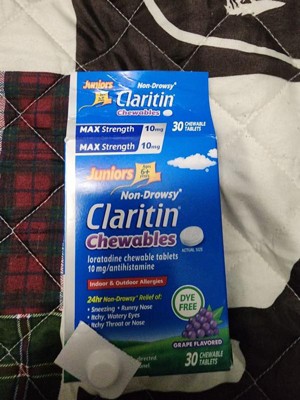 Juniors
Non-Drowsy*
Claritin®
Chewables
MAX Strength 10mg
30 CHEWABLE TABLETS
MAX Strength 10mg
Juniors
6+
Non-Drowsy*
Claritin®
Chewables
ACTUAL SIZE
loratadine chewable tablets
10 mg/antihistamine
Indoor & Outdoor Allergies
24hr Non-Drowsy* Relief of:
• Sneezing • Runny Nose
• Itchy, Watery Eyes
• Itchy Throat or Nose
DYE FREE
GRAPE FLAVORED
30 CHEWABLE TABLETS